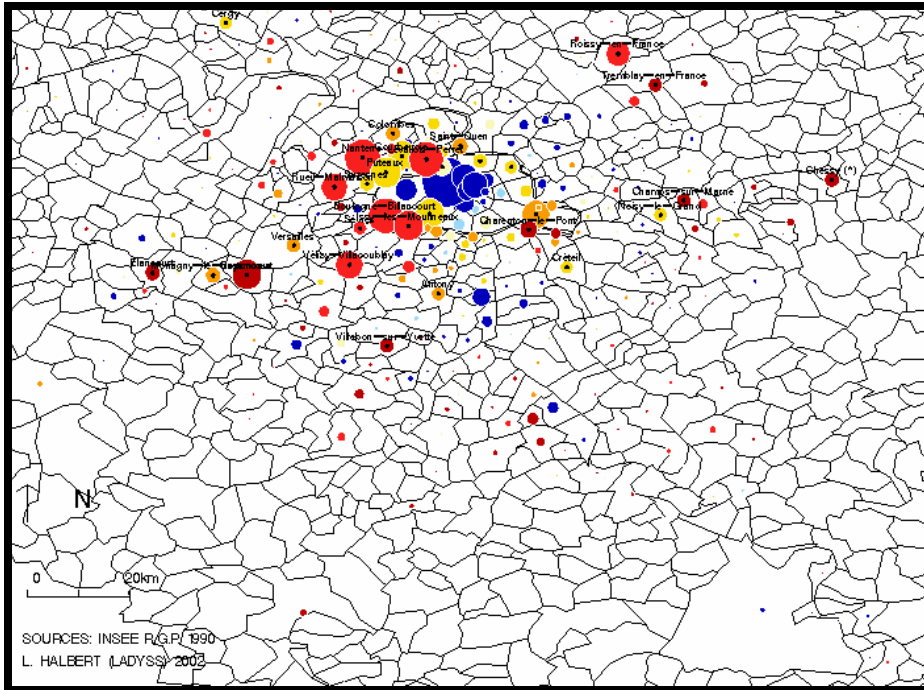 Cergy
Roissy-en-France
Tremblay-en-France
Colombes
Saint-Ouen
Puteaux
Rueil-Malmaison
Chessy (*)
Champs-sur-Marne
Noisy-le-Grand
Boulogne-Billancourt
Charenton-le-Pont
Versailles
Vélizy-Villacoublay
Créteil
Elancourt
Antony
Villebon-sur-Yvette
N
0 20km
SOURCES: INSEE R.G.P. 1990
L. HALBERT (LADYSS) 2002